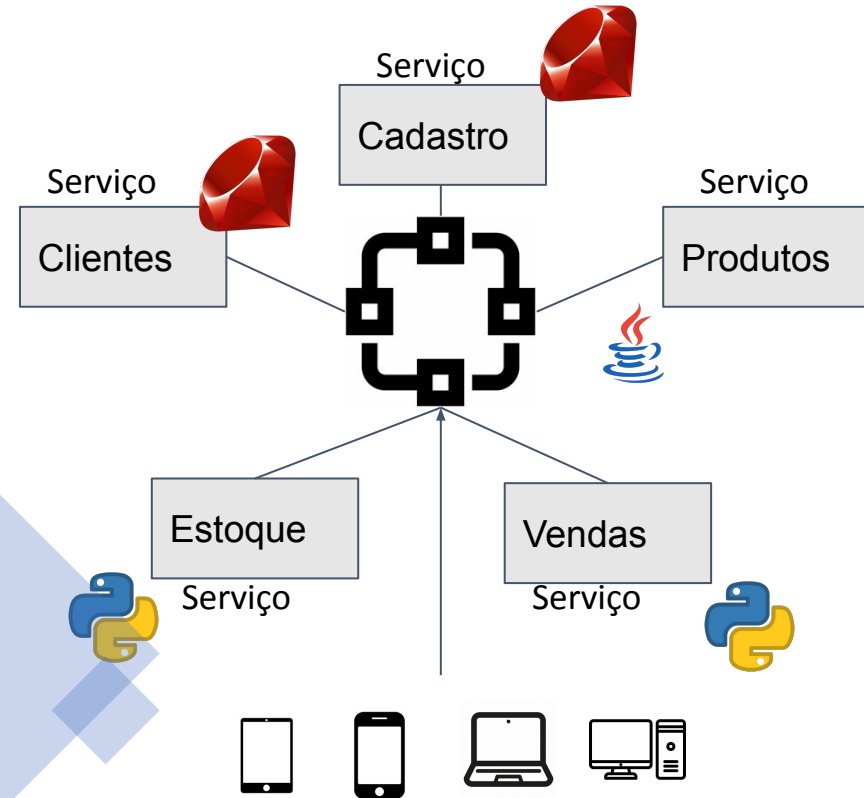 Serviço
Cadastro
Serviço
Clientes
Serviço
Produtos
Estoque
Serviço
Vendas
Serviço